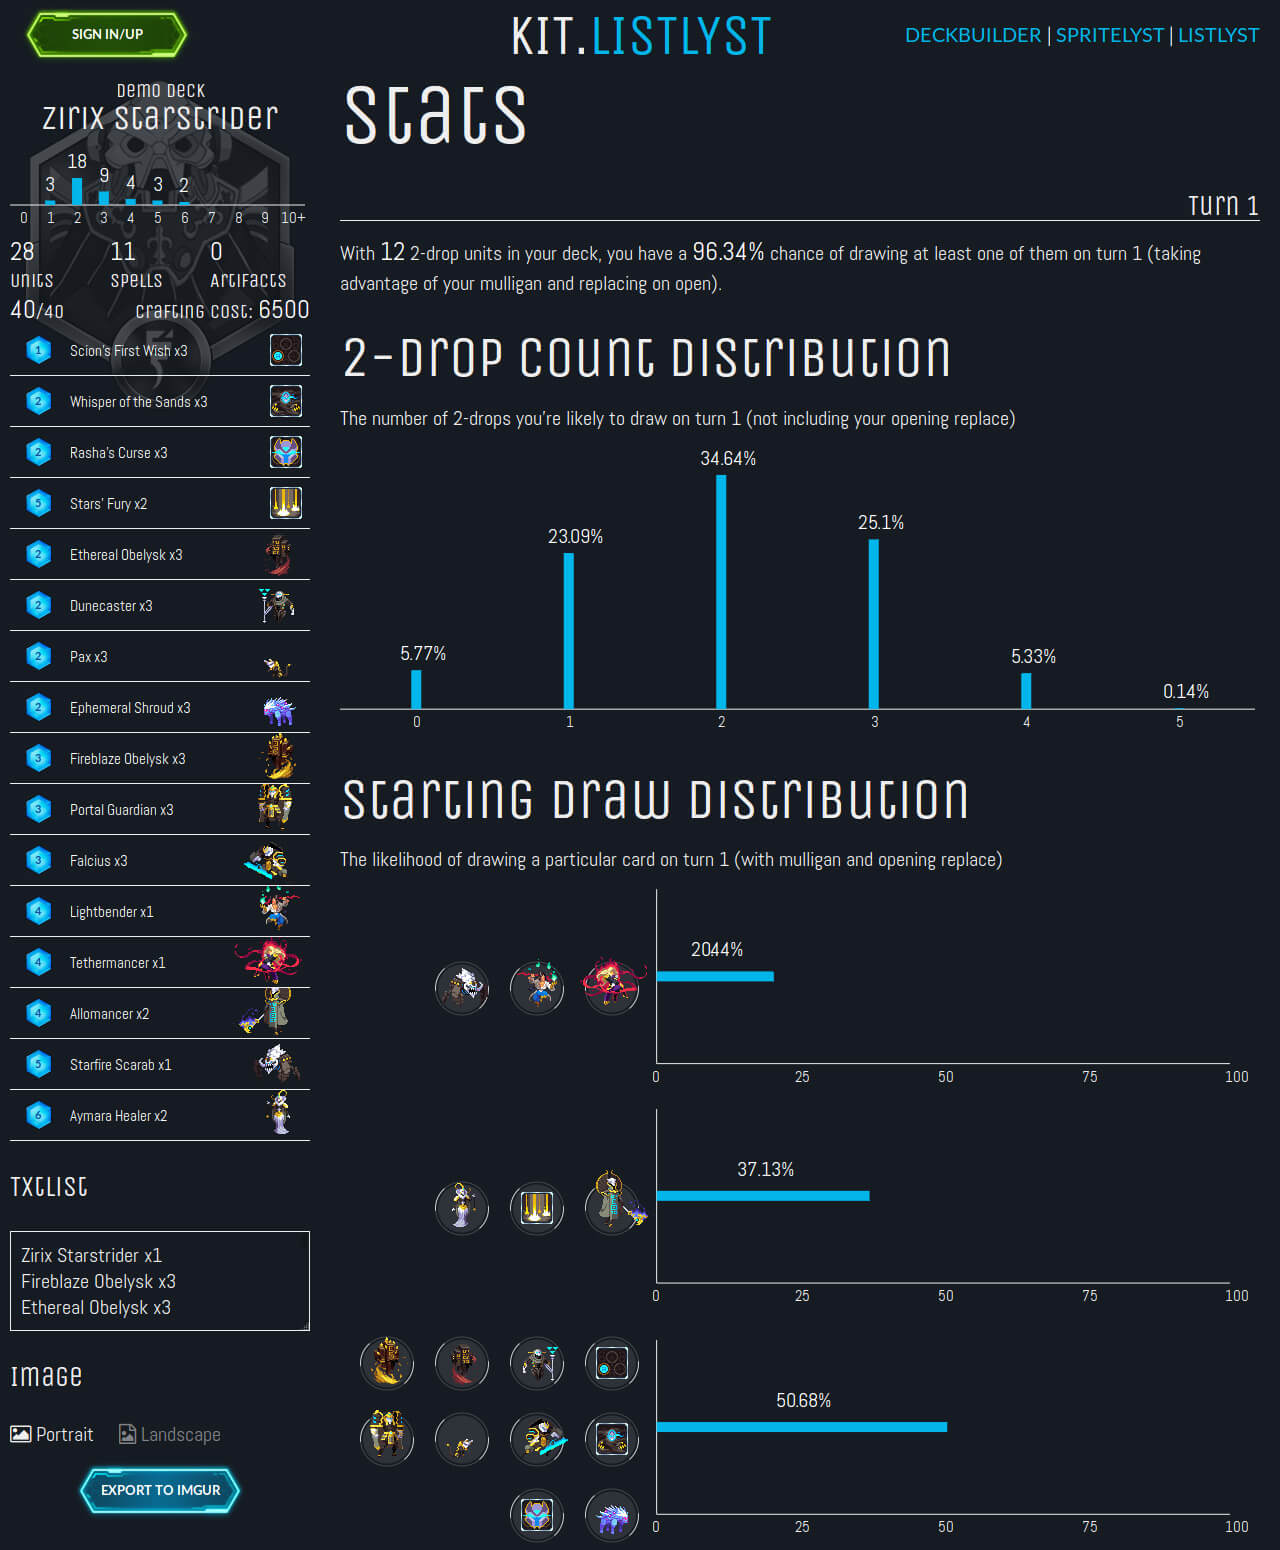 SIGN IN/UP
KIT.LISTLYST
DECKBUILDER | SPRITELYST | LISTLYST
Demo Deck
Zirix Starstrider
3 18 9 4 3 2
0 1 2 3 4 5 6 7 8 9 10+
28 11 0
Units Spells Artifacts
40/40 Crafting Cost: 6500
1 Scion's First Wish x3
2 Whisper of the Sands x3
2 Rasha's Curse x3
5 Stars' Fury x2
2 Ethereal Obelysk x3
2 Dunecaster x3
2 Pax x3
2 Ephemeral Shroud x3
3 Fireblaze Obelysk x3
3 Portal Guardian x3
3 Falcius x3
4 Lightbender x1
4 Tethermancer x1
4 Allomancer x2
5 Starfire Scarab x1
6 Aymara Healer x2
Txtlist
Zirix Starstrider x1
Fireblaze Obelysk x3
Ethereal Obelysk x3
Image
Portrait Landscape
EXPORT TO IMGUR
Stats
Turn 1
With 12 2-drop units in your deck, you have a 96.34% chance of drawing at least one of them on turn 1 (taking
advantage of your mulligan and replacing on open).
2-Drop Count Distribution
The number of 2-drops you're likely to draw on turn 1 (not including your opening replace)
5.77% 23.09% 34.64% 25.1% 5.33% 0.14%
0 1 2 3 4 5
Starting Draw Distribution
The likelihood of drawing a particular card on turn 1 (with mulligan and opening replace)
20.44%
0 25 50 75 100
37.13%
0 25 50 75 100
50.68%
0 25 50 75 100